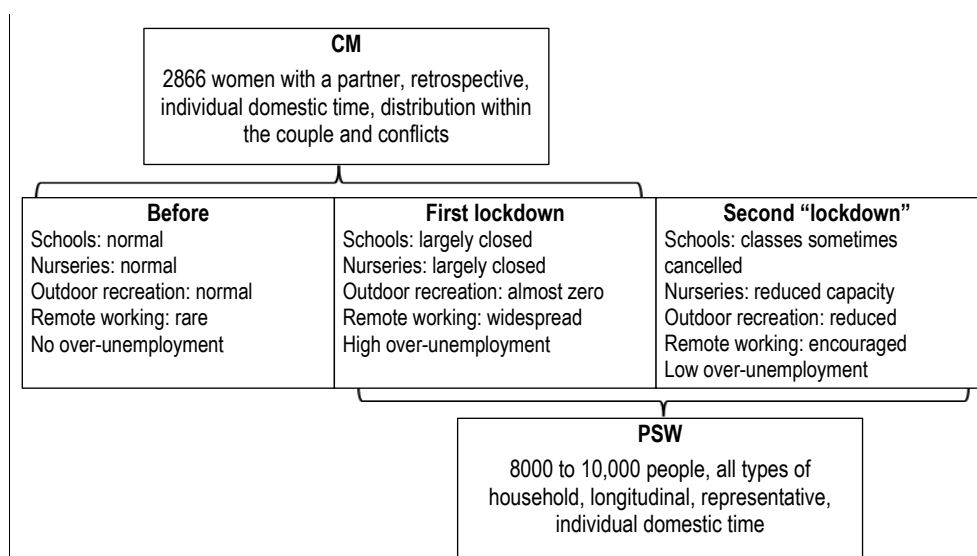 CM
2866 women with a partner, retrospective,
individual domestic time, distribution within
the couple and conflicts
Before
Schools: normal
Nurseries: normal
Outdoor recreation: normal
Remote working: rare
No over-unemployment
First lockdown
Schools: largely closed
Nurseries: largely closed
Outdoor recreation: almost zero
Remote working: widespread
High over-unemployment
Second “lockdown”
Schools: classes sometimes
cancelled
Nurseries: reduced capacity
Outdoor recreation: reduced
Remote working: encouraged
Low over-unemployment
PSW
8000 to 10,000 people, all types of
household, longitudinal, representative,
individual domestic time